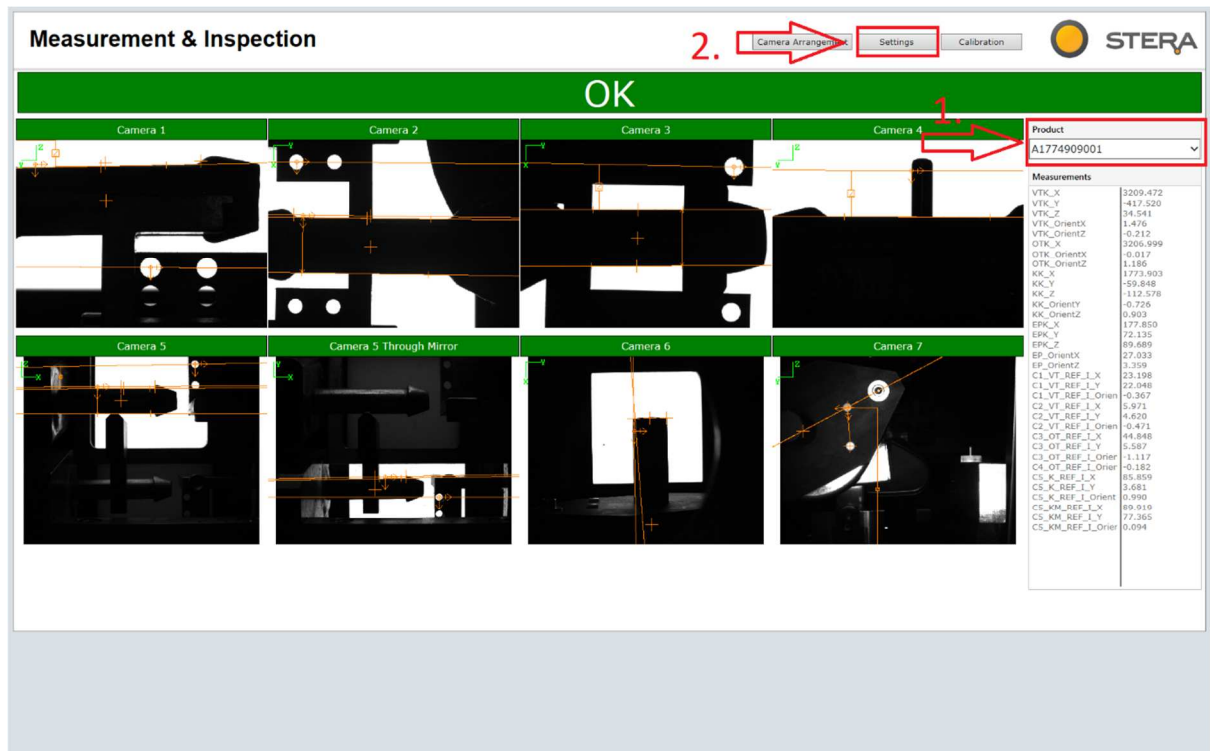 Measurement & Inspection
2.
Camera Arrangement
Settings
Calibration
STERA
OK
1.
Camera 1
Camera 2
Camera 3
Camera 4
Product
A1774909001
Measurements
VTK_X 3209.472
VTK_Y -417.520
VTK_Z 34.541
VTK_OrientX 1.476
VTK_OrientZ -0.212
OTK_X 3206.999
OTK_OrientX -0.017
OTK_OrientZ 1.186
KK_X 1773.903
KK_Y -59.848
KK_Z -112.578
KK_OrientY -0.726
KK_OrientZ 0.903
EPK_X 177.850
EPK_Y 72.135
EPK_Z 89.689
EP_OrientX 27.033
EP_OrientZ 3.359
C1_VT_REF_I_X 23.198
C1_VT_REF_I_Y 22.048
C1_VT_REF_I_Orien -0.367
C2_VT_REF_I_X 5.971
C2_VT_REF_I_Y 4.620
C2_VT_REF_I_Orien -0.471
C3_OT_REF_I_X 44.848
C3_OT_REF_I_Y 5.587
C3_OT_REF_I_Orier -1.117
C4_OT_REF_I_Orier -0.182
C5_K_REF_I_X 85.859
C5_K_REF_I_Y 3.681
C5_K_REF_I_Orient 0.990
C5_KM_REF_I_X 89.919
C5_KM_REF_I_Y 77.365
C5_KM_REF_I_Orier 0.094
Camera 5
Camera 5 Through Mirror
Camera 6
Camera 7